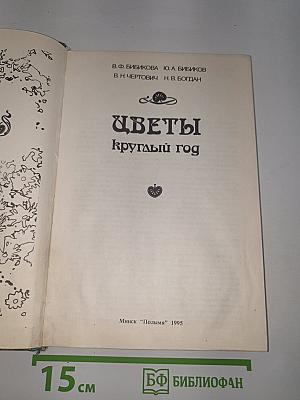 В. Ф. БИБИКОВА Ю. А. БИБИКОВ
В. Н. ЧЕРТОВИЧ Н. В. БОГДАН
ЦВЕТЫ
КРУГЛЫЙ ГОД
Минск "Полымя" 1995
15 см
БФ БИБЛИОФАН